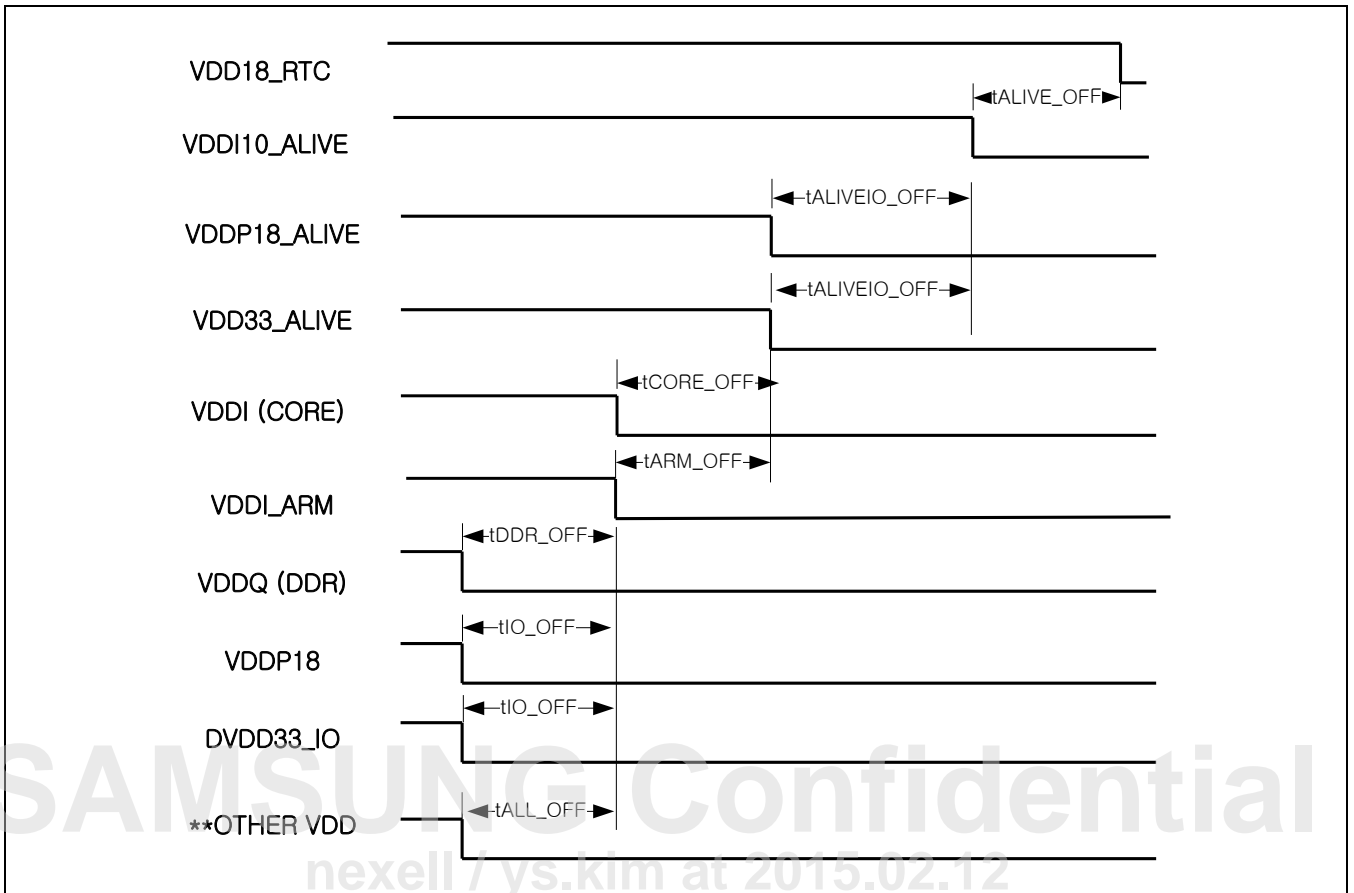 VDD18_RTC
tALIVE_OFF
VDDI10_ALIVE
tALIVEIO_OFF
VDDP18_ALIVE
tALIVEIO_OFF
VDD33_ALIVE
tCORE_OFF
VDDI (CORE)
tARM_OFF
VDDI_ARM
tDDR_OFF
VDDQ (DDR)
tIO_OFF
VDDP18
tIO_OFF
DVDD33_IO
SAMSUNG Confidential
tALL_OFF
**OTHER VDD
nexell / ys.kim at 2015.02.12